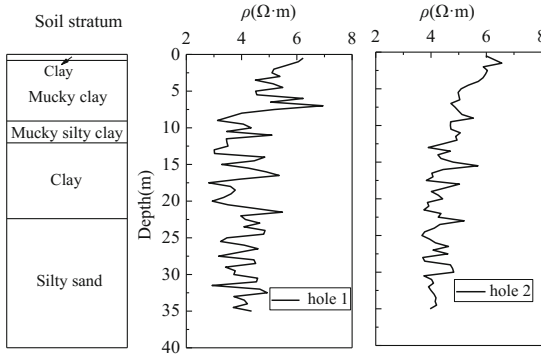 Soil stratum
Clay
Mucky clay
Mucky silty clay
Clay
Silty sand
ρ(Ω·m)
2 4 6 8
Depth(m)
0
5
10
15
20
25
30
35
40
hole 1
ρ(Ω·m)
2 4 6 8
hole 2